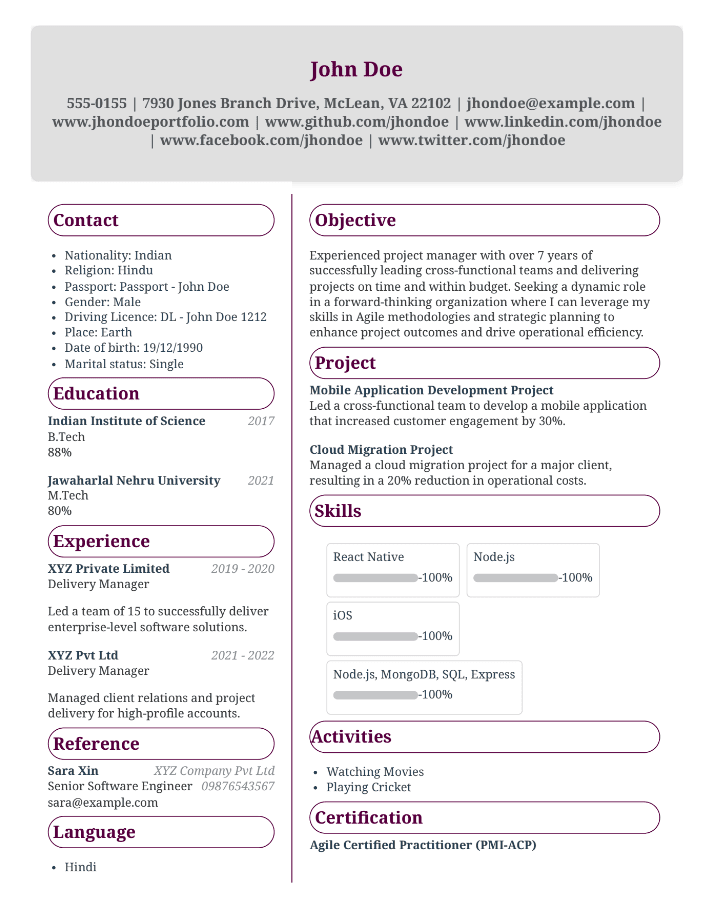 John Doe
555-0155 | 7930 Jones Branch Drive, McLean, VA 22102 | jhondoe@example.com |
www.jhondoeportfolio.com | www.github.com/jhondoe | www.linkedin.com/jhondoe
| www.facebook.com/jhondoe | www.twitter.com/jhondoe
Contact
• Nationality: Indian
• Religion: Hindu
• Passport: Passport - John Doe
• Gender: Male
• Driving Licence: DL - John Doe 1212
• Place: Earth
• Date of birth: 19/12/1990
• Marital status: Single
Education
Indian Institute of Science 2017
B.Tech
88%
Jawaharlal Nehru University 2021
M.Tech
80%
Experience
XYZ Private Limited 2019 - 2020
Delivery Manager
Led a team of 15 to successfully deliver
enterprise-level software solutions.
XYZ Pvt Ltd 2021 - 2022
Delivery Manager
Managed client relations and project
delivery for high-profile accounts.
Reference
Sara Xin XYZ Company Pvt Ltd
Senior Software Engineer 09876543567
sara@example.com
Language
• Hindi
Objective
Experienced project manager with over 7 years of
successfully leading cross-functional teams and delivering
projects on time and within budget. Seeking a dynamic role
in a forward-thinking organization where I can leverage my
skills in Agile methodologies and strategic planning to
enhance project outcomes and drive operational efficiency.
Project
Mobile Application Development Project
Led a cross-functional team to develop a mobile application
that increased customer engagement by 30%.
Cloud Migration Project
Managed a cloud migration project for a major client,
resulting in a 20% reduction in operational costs.
Skills
React Native
-100%
Node.js
-100%
iOS
-100%
Node.js, MongoDB, SQL, Express
-100%
Activities
• Watching Movies
• Playing Cricket
Certification
Agile Certified Practitioner (PMI-ACP)